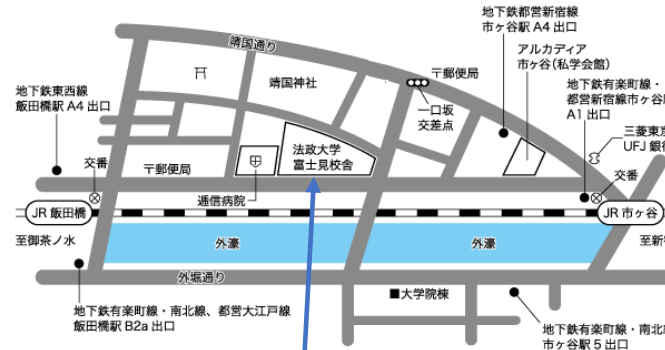 地下鉄都営新宿線
市ヶ谷駅 A4 出口
靖国通り
アルカディア
市ヶ谷(私学会館)
〒郵便局
靖国神社
地下鉄有楽町線・
都営新宿線市ヶ谷
A1 出口
地下鉄東西線
飯田橋駅 A4 出口
一口坂
交差点
三菱東京
UFJ 銀行
法政大学
富士見校舎
交番
〒郵便局
逓信病院
交番
JR 飯田橋
JR 市ヶ谷
至御茶ノ水
外濠
外濠
至新
外堀通り
■大学院棟
地下鉄有楽町線・南北線、都営大江戸線
飯田橋駅 B2a 出口
地下鉄有楽町線・南北
市ヶ谷駅 5 出口